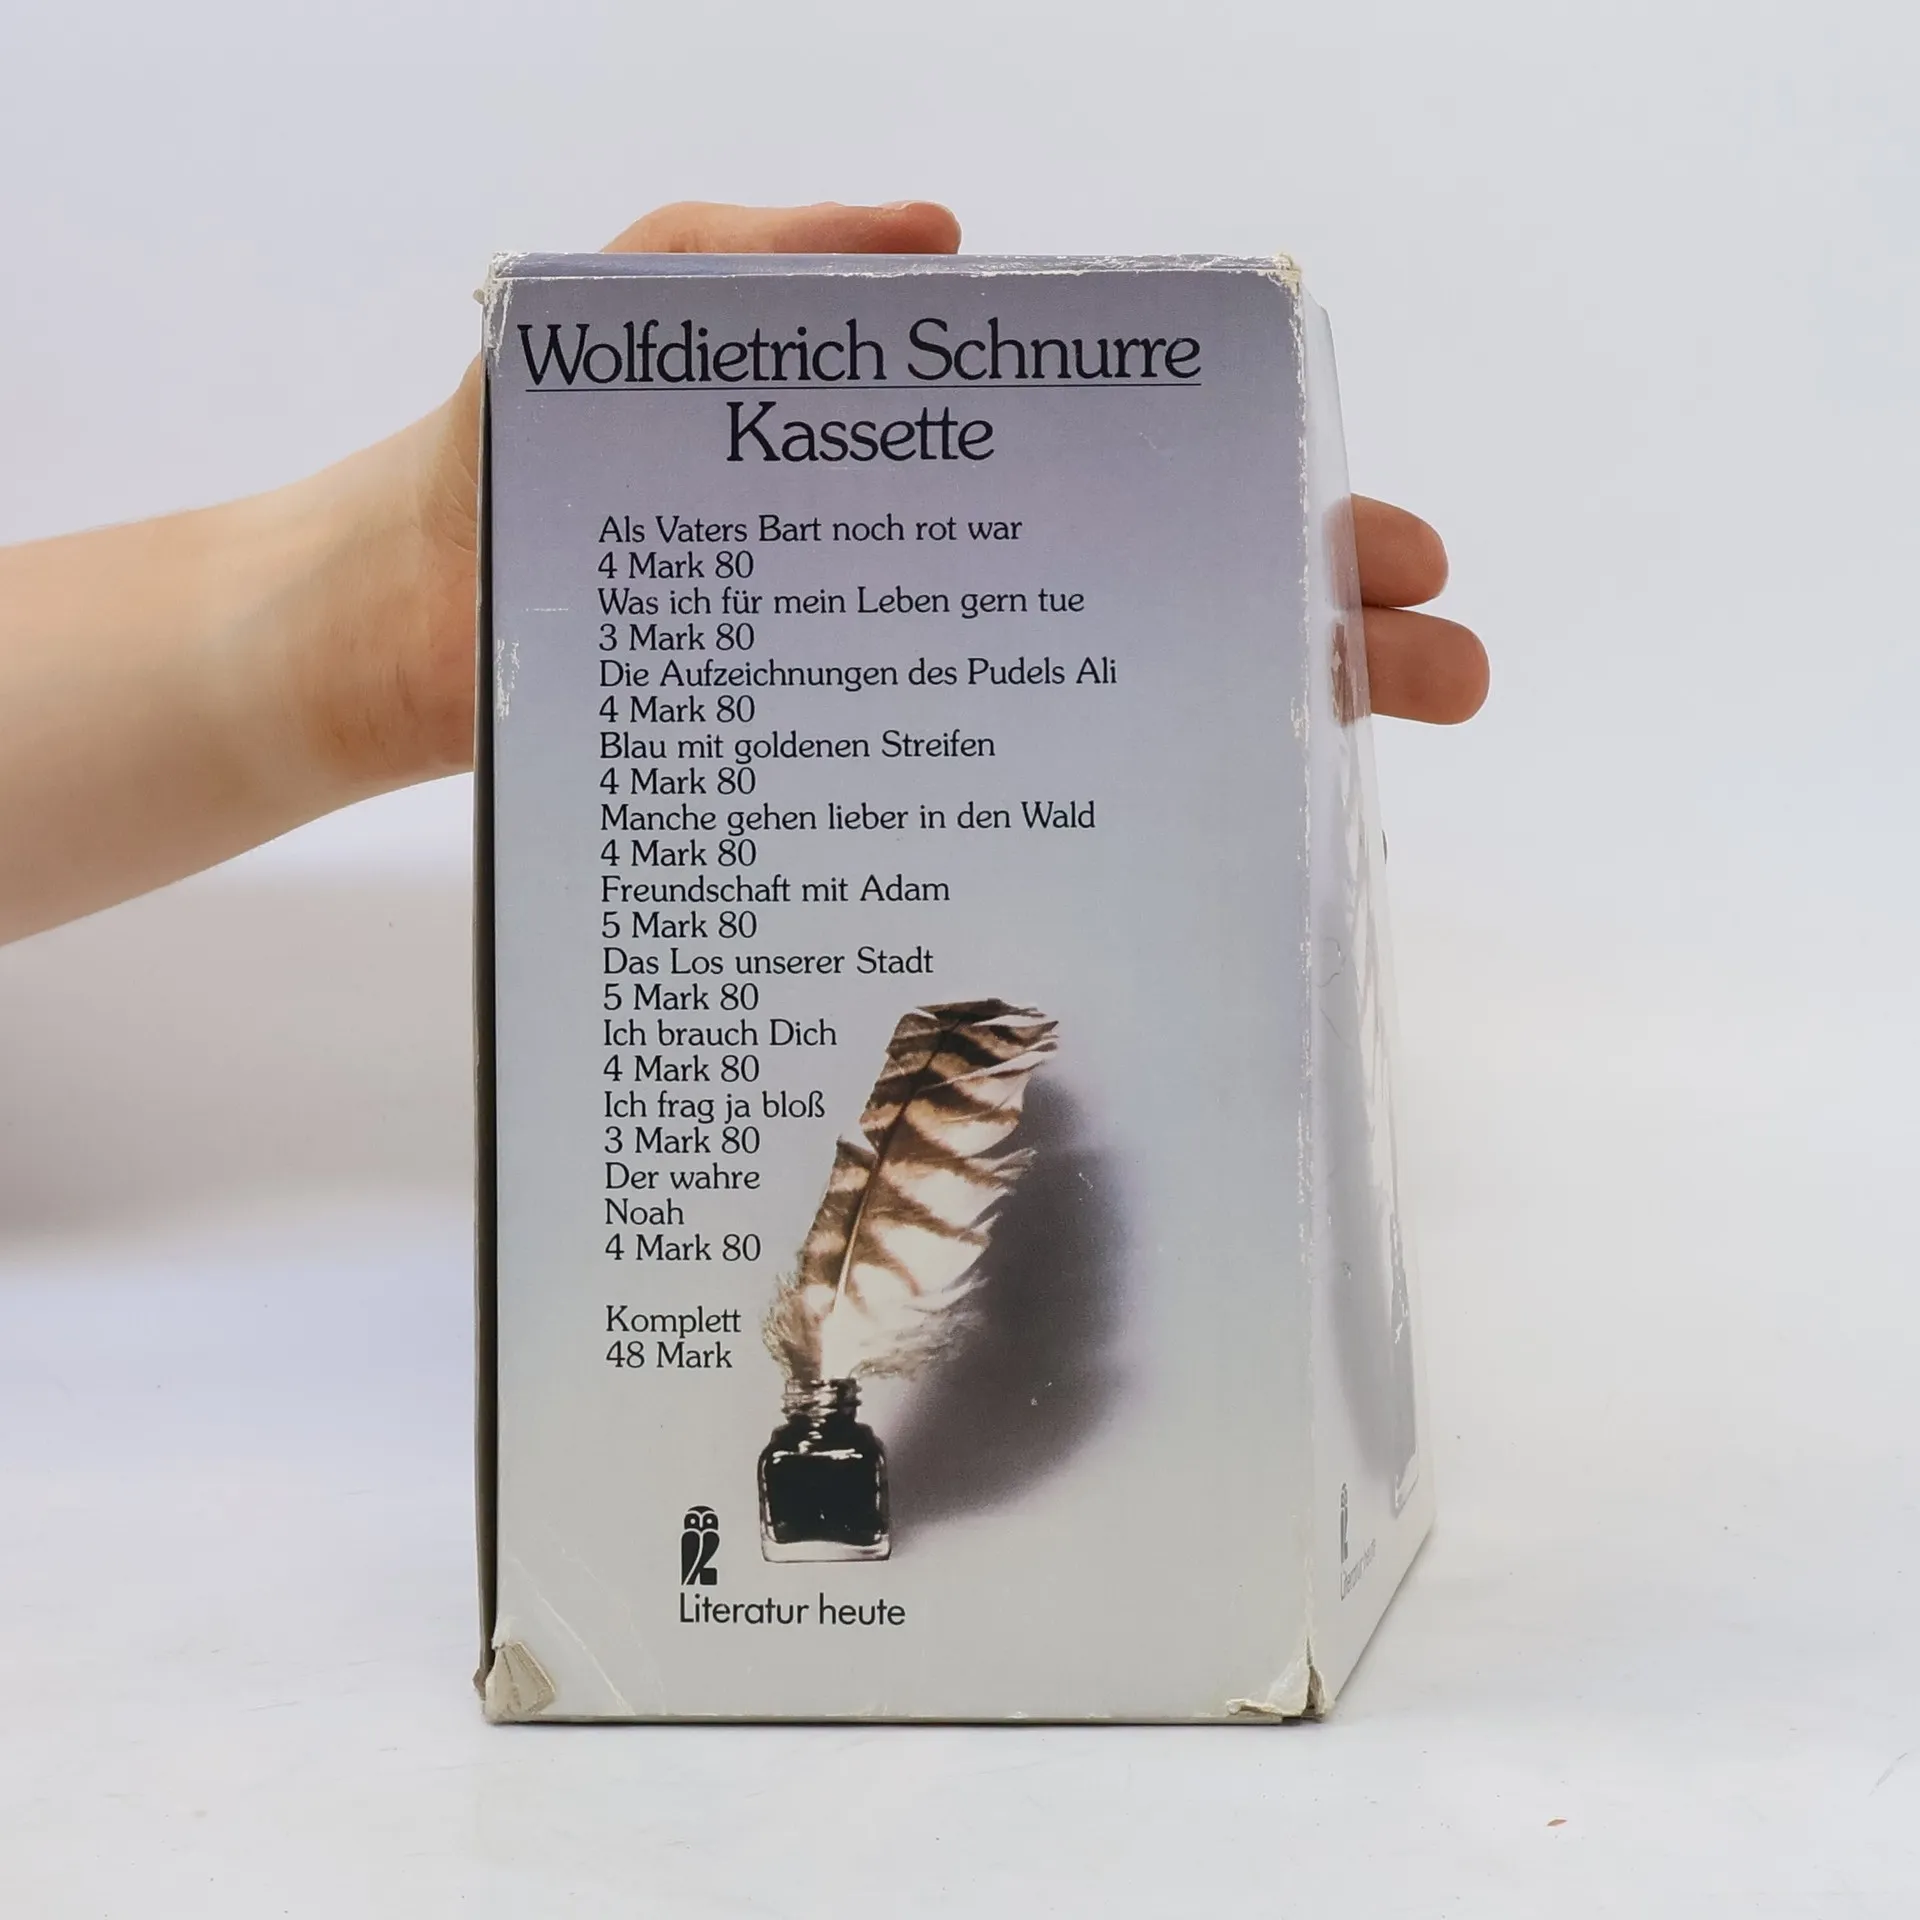 Wolfdietrich Schnurre
Kassette
Als Vaters Bart noch rot war
4 Mark 80
Was ich für mein Leben gern tue
3 Mark 80
Die Aufzeichnungen des Pudels Ali
4 Mark 80
Blau mit goldenen Streifen
4 Mark 80
Manche gehen lieber in den Wald
4 Mark 80
Freundschaft mit Adam
5 Mark 80
Das Los unserer Stadt
5 Mark 80
Ich brauch Dich
4 Mark 80
Ich frag ja bloß
3 Mark 80
Der wahre
Noah
4 Mark 80
Komplett
48 Mark
Literatur heute
Literatur heute